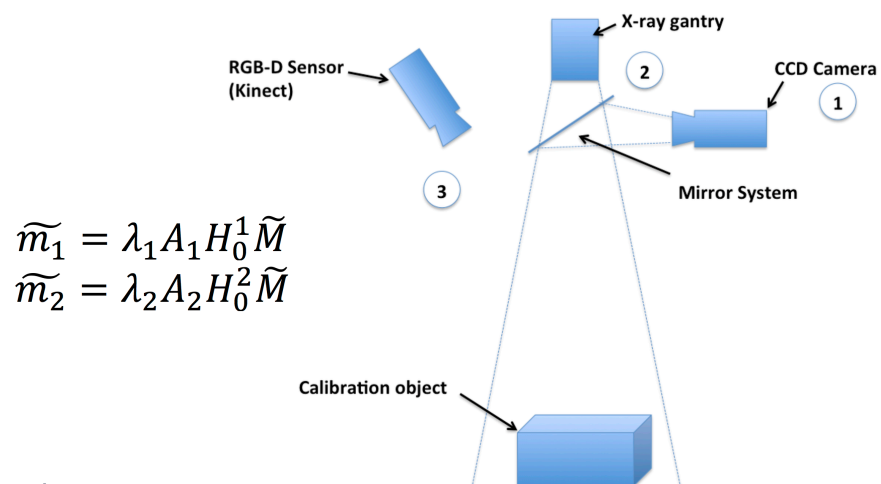 X-ray gantry
RGB-D Sensor
(Kinect)
2
CCD Camera
1
3
Mirror System
m̃₁ = λ₁A₁H₀¹M̃
m̃₂ = λ₂A₂H₀²M̃
Calibration object